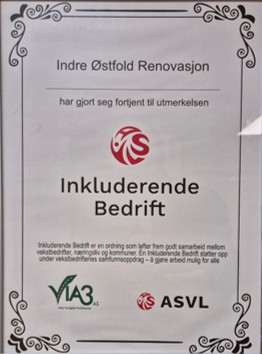 Indre Østfold Renovasjon
har gjort seg fortjent til utmerkelsen
Inkluderende
Bedrift
Inkluderende Bedrift er en ordning som løfter frem godt samarbeid mellom
vekstbedrifter, næringsliv og kommuner. En Inkluderende Bedrift støtter opp
under vekstbedriftenes samfunnsoppdrag – å gjøre arbeid mulig for alle
VIA3 AS
ASVL